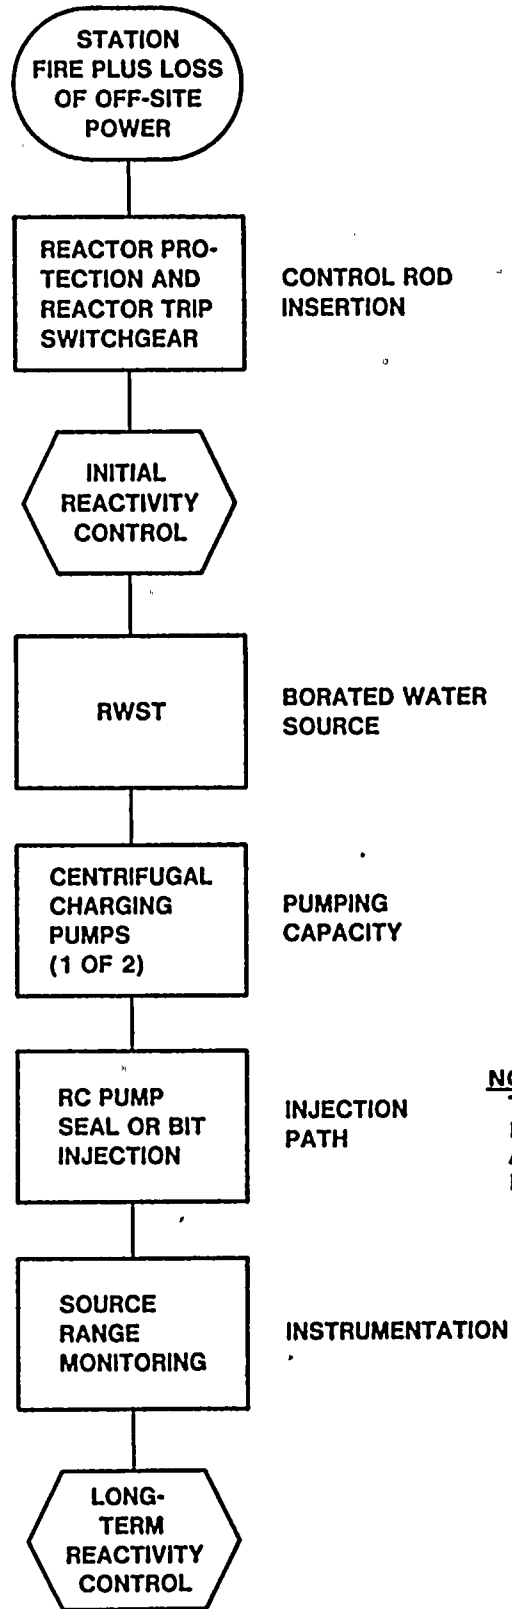 STATION
FIRE PLUS LOSS
OF OFF-SITE
POWER
REACTOR PRO-
TECTION AND
REACTOR TRIP
SWITCHGEAR
CONTROL ROD
INSERTION
INITIAL
REACTIVITY
CONTROL
RWST
BORATED WATER
SOURCE
CENTRIFUGAL
CHARGING
PUMPS
(1 OF 2)
PUMPING
CAPACITY
RC PUMP
SEAL OR BIT
INJECTION
INJECTION
PATH
SOURCE
RANGE
MONITORING
INSTRUMENTATION
LONG-
TERM
REACTIVITY
CONTROL